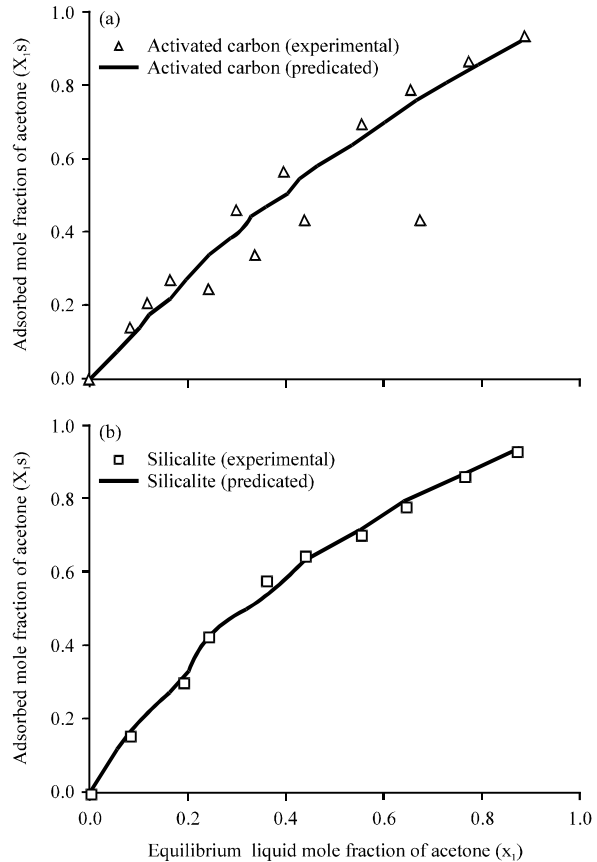 (a)
Activated carbon (experimental)
Activated carbon (predicated)
Adsorbed mole fraction of acetone (X₁s)
1.0
0.8
0.6
0.4
0.2
0.0
(b)
Silicalite (experimental)
Silicalite (predicated)
Adsorbed mole fraction of acetone (X₁s)
1.0
0.8
0.6
0.4
0.2
0.0
0.0 0.2 0.4 0.6 0.8 1.0
Equilibrium liquid mole fraction of acetone (x₁)